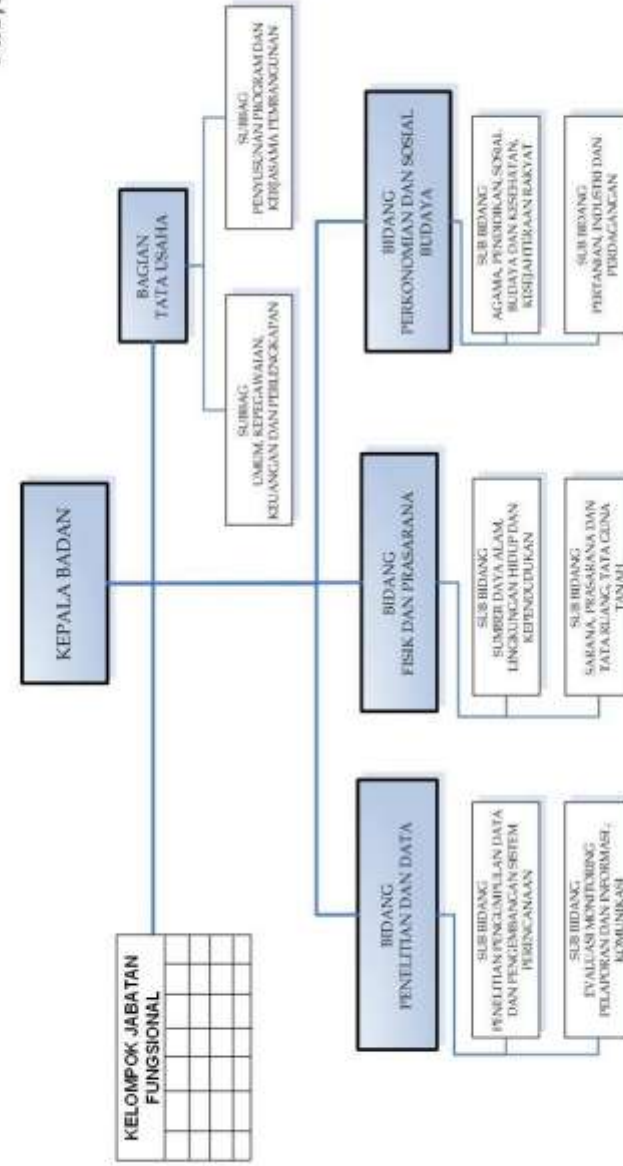 KEPALA BADAN
KELOMPOK JABATAN
FUNGSIONAL
BAGIAN
TATA USAHA
SUBBAG
UMUM, KEPEGAWAIAN,
KEUANGAN DAN PERLENGKAPAN
SUBBAG
PENYUSUNAN PROGRAM DAN
KERJASAMA PEMBANGUNAN
BIDANG
PENELITIAN DAN DATA
SUB BIDANG
PENELITIAN PENGUMPULAN DATA
DAN PENGEMBANGAN SISTEM
PERENCANAAN
SUB BIDANG
EVALUASI MONITORING
PELAPORAN DAN INFORMASI,
KOMUNIKASI
BIDANG
FISIK DAN PRASARANA
SUB BIDANG
SUMBER DAYA ALAM,
LINGKUNGAN HIDUP DAN
KEPENDUDUKAN
SUB BIDANG
SARANA, PRASARANA DAN
TATA RUANG, TATA GUNA
TANAH
BIDANG
PERKONOMIAN DAN SOSIAL
BUDAYA
SUB BIDANG
AGAMA, PENDIDIKAN, SOSIAL
BUDAYA DAN KESEHATAN,
KESEJAHTERAAN RAKYAT
SUB BIDANG
PERTANIAN, INDUSTRI DAN
PERDAGANGAN